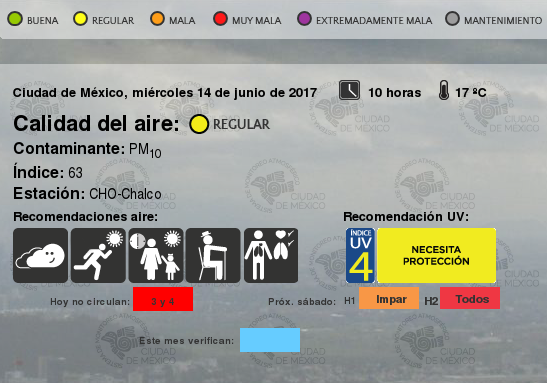 BUENA REGULAR MALA MUY MALA EXTREMADAMENTE MALA MANTENIMIENTO
Ciudad de México, miércoles 14 de junio de 2017 10 horas 17 ºC
Calidad del aire: REGULAR
Contaminante: PM10
Índice: 63
Estación: CHO-Chalco
Recomendaciones aire: Recomendación UV:
ÍNDICE UV 4 NECESITA PROTECCIÓN
Hoy no circulan: 3 y 4 Próx. sábado: H1 Impar H2 Todos
Este mes verifican:
CIUDAD DE MÉXICO